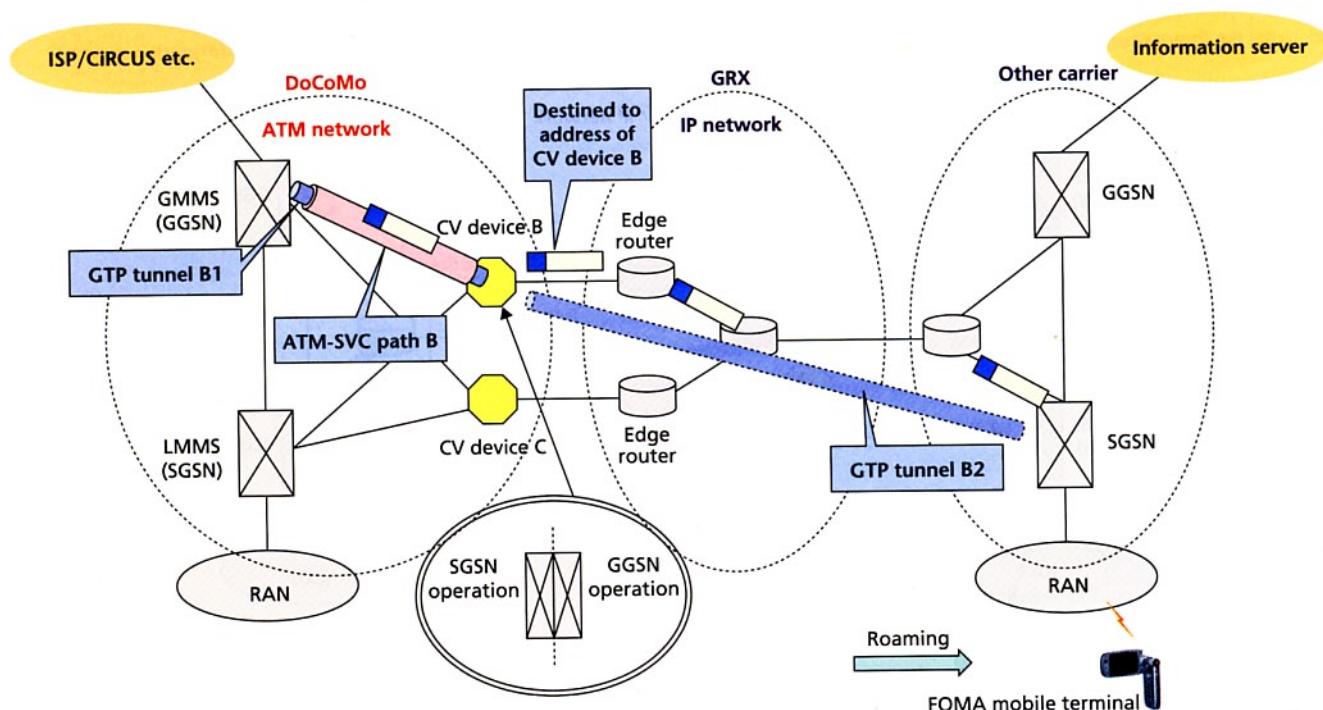 ISP/CiRCUS etc.
Information server
DoCoMo
ATM network
Destined to
address of
CV device B
GRX
IP network
Other carrier
GMMS
(GGSN)
GGSN
CV device B
Edge
router
GTP tunnel B1
ATM-SVC path B
LMMS
(SGSN)
CV device C
Edge
router
GTP tunnel B2
SGSN
RAN
SGSN
operation
GGSN
operation
RAN
Roaming
FOMA mobile terminal